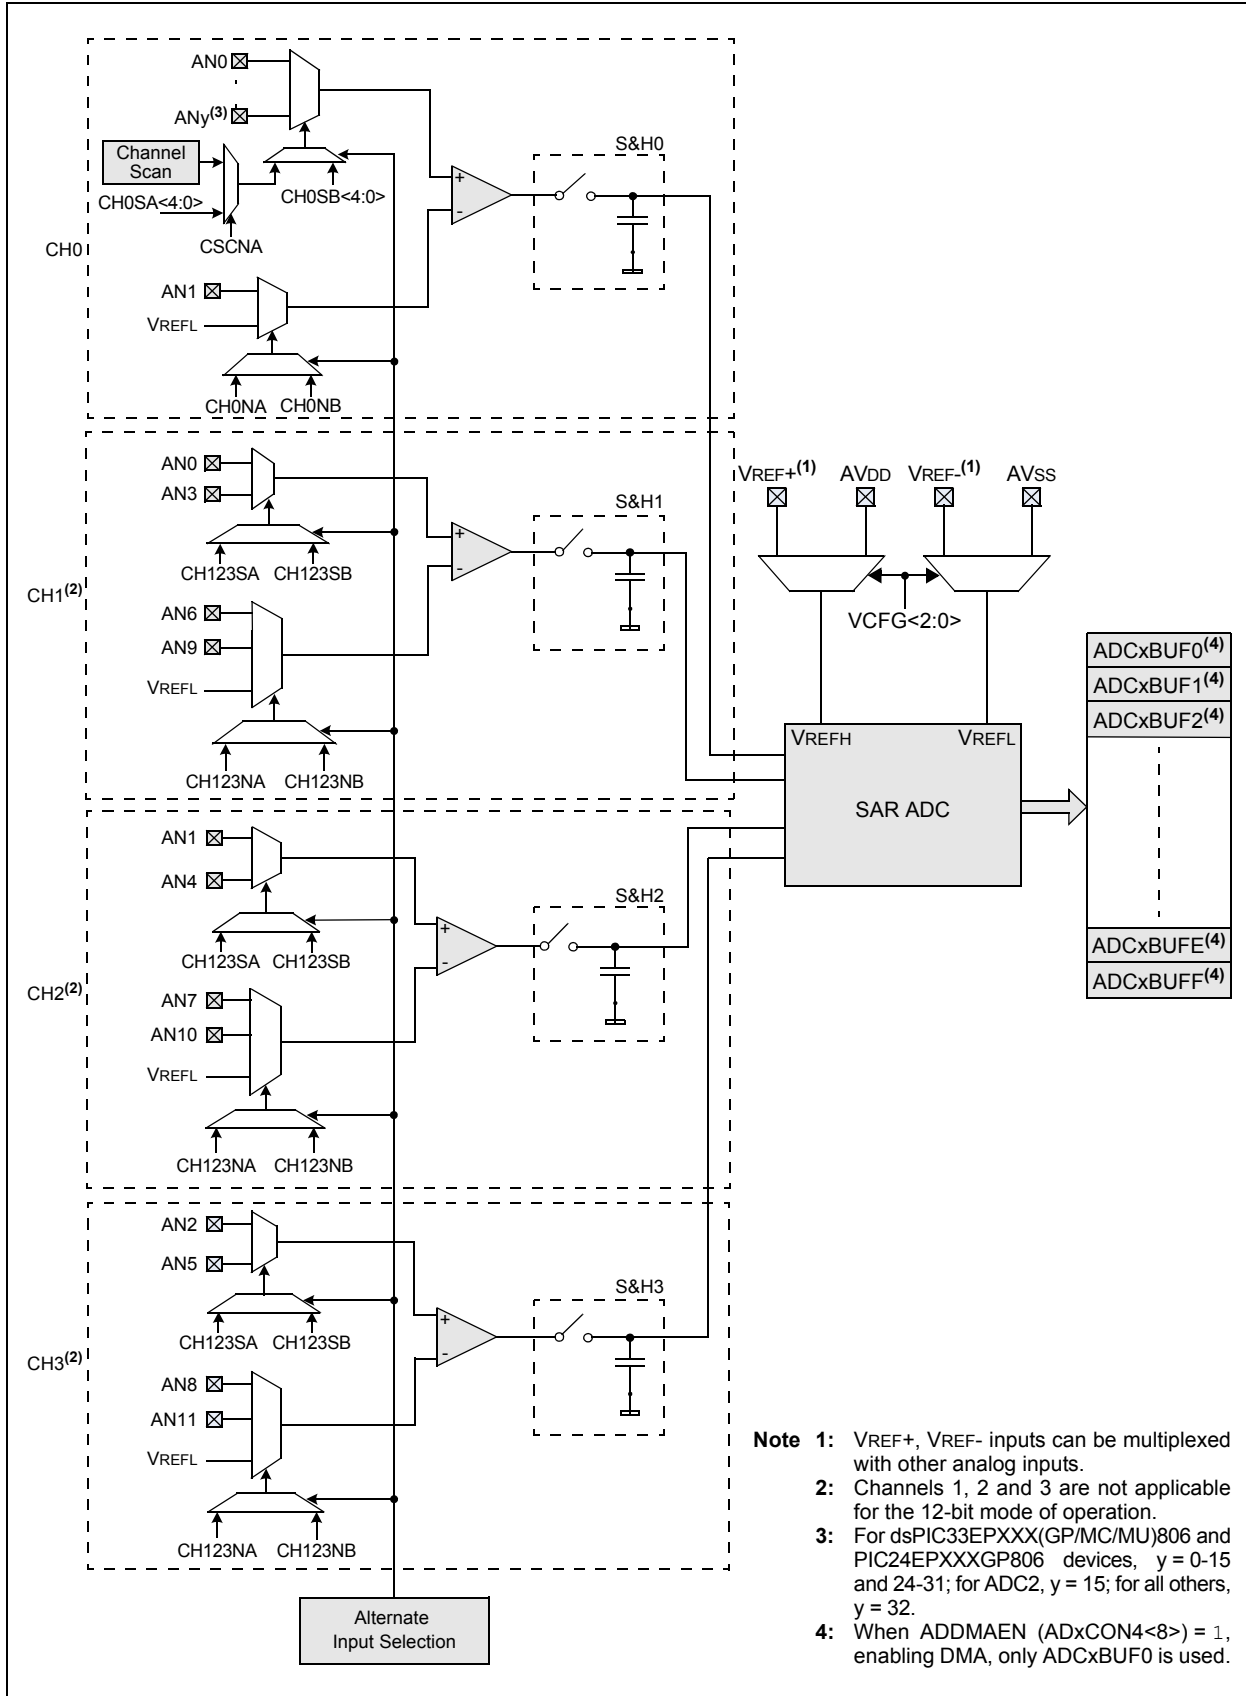 AN0
ANy(3)
Channel
Scan
CH0SA<4:0>
CSCNA
CH0SB<4:0>
CH0
AN1
VREFL
CH0NA
CH0NB
+
-
S&H0
AN0
AN3
CH123SA
CH123SB
CH1(2)
AN6
AN9
VREFL
CH123NA
CH123NB
+
-
S&H1
VREF+(1)
AVDD
VREF-(1)
AVSS
VCFG<2:0>
VREFH
VREFL
SAR ADC
ADCxBUF0(4)
ADCxBUF1(4)
ADCxBUF2(4)
ADCxBUFE(4)
ADCxBUFF(4)
AN1
AN4
CH123SA
CH123SB
CH2(2)
AN7
AN10
VREFL
CH123NA
CH123NB
+
-
S&H2
AN2
AN5
CH123SA
CH123SB
CH3(2)
AN8
AN11
VREFL
CH123NA
CH123NB
+
-
S&H3
Alternate
Input Selection
Note 1: VREF+, VREF- inputs can be multiplexed
with other analog inputs.
2: Channels 1, 2 and 3 are not applicable
for the 12-bit mode of operation.
3: For dsPIC33EPXXX(GP/MC/MU)806 and
PIC24EPXXXGP806 devices, y = 0-15
and 24-31; for ADC2, y = 15; for all others,
y = 32.
4: When ADDMAEN (ADxCON4<8>) = 1,
enabling DMA, only ADCxBUF0 is used.